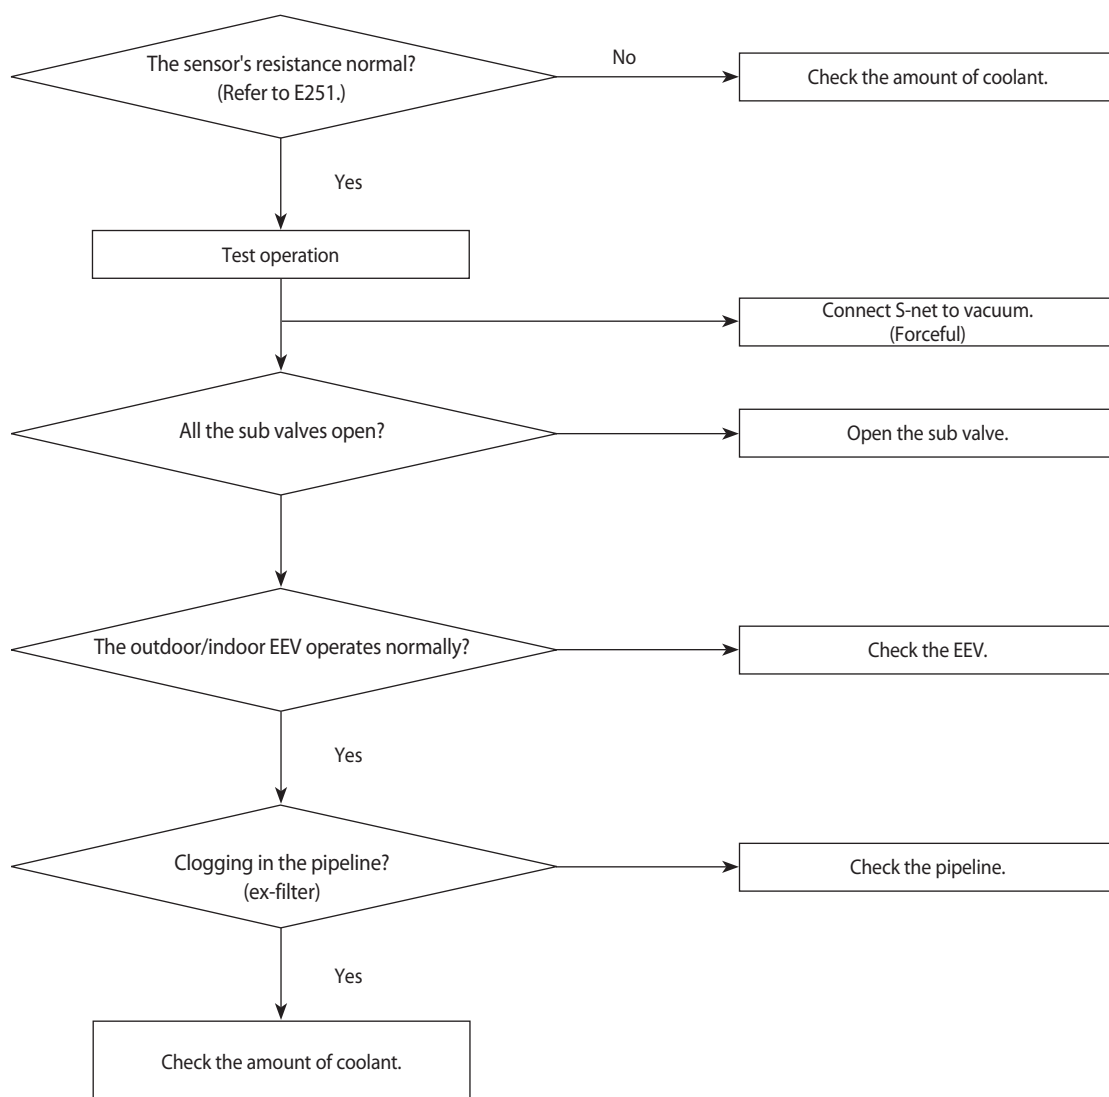 The sensor's resistance normal?
(Refer to E251.)
No
Check the amount of coolant.
Yes
Test operation
Connect S-net to vacuum.
(Forceful)
All the sub valves open?
Open the sub valve.
The outdoor/indoor EEV operates normally?
Check the EEV.
Yes
Clogging in the pipeline?
(ex-filter)
Check the pipeline.
Yes
Check the amount of coolant.